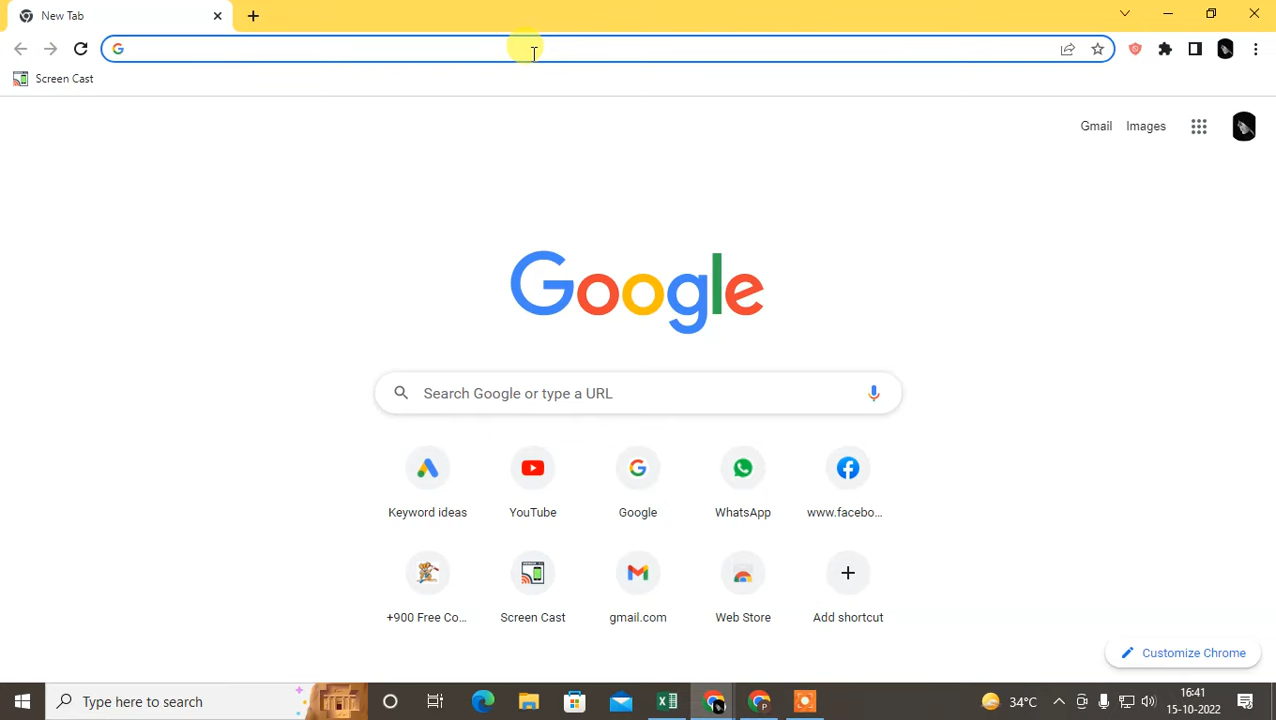 New Tab
Screen Cast
Gmail Images
Google
Search Google or type a URL
Keyword ideas YouTube Google WhatsApp www.facebo...
+900 Free Co... Screen Cast gmail.com Web Store Add shortcut
Customize Chrome
Type here to search
34°C
16:41
15-10-2022